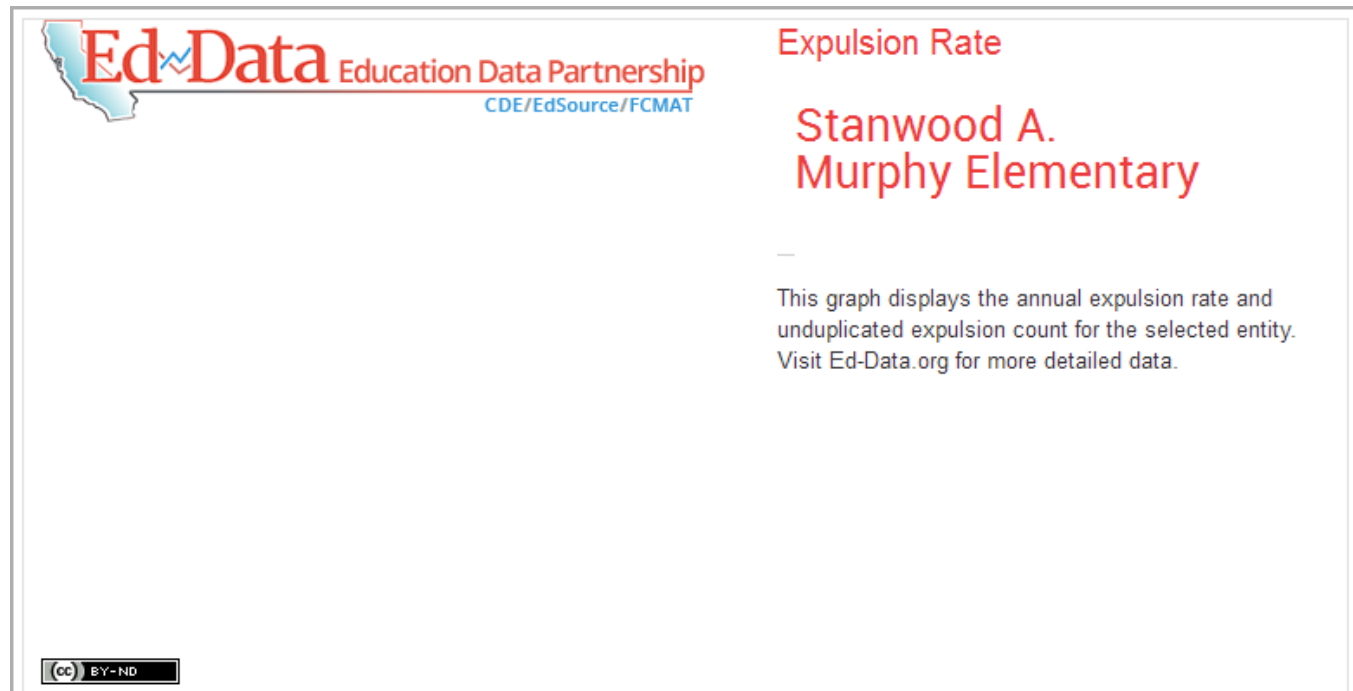 Ed Data Education Data Partnership
CDE/EdSource/FCMAT
Expulsion Rate
Stanwood A.
Murphy Elementary
This graph displays the annual expulsion rate and
unduplicated expulsion count for the selected entity.
Visit Ed-Data.org for more detailed data.
(cc) BY-ND